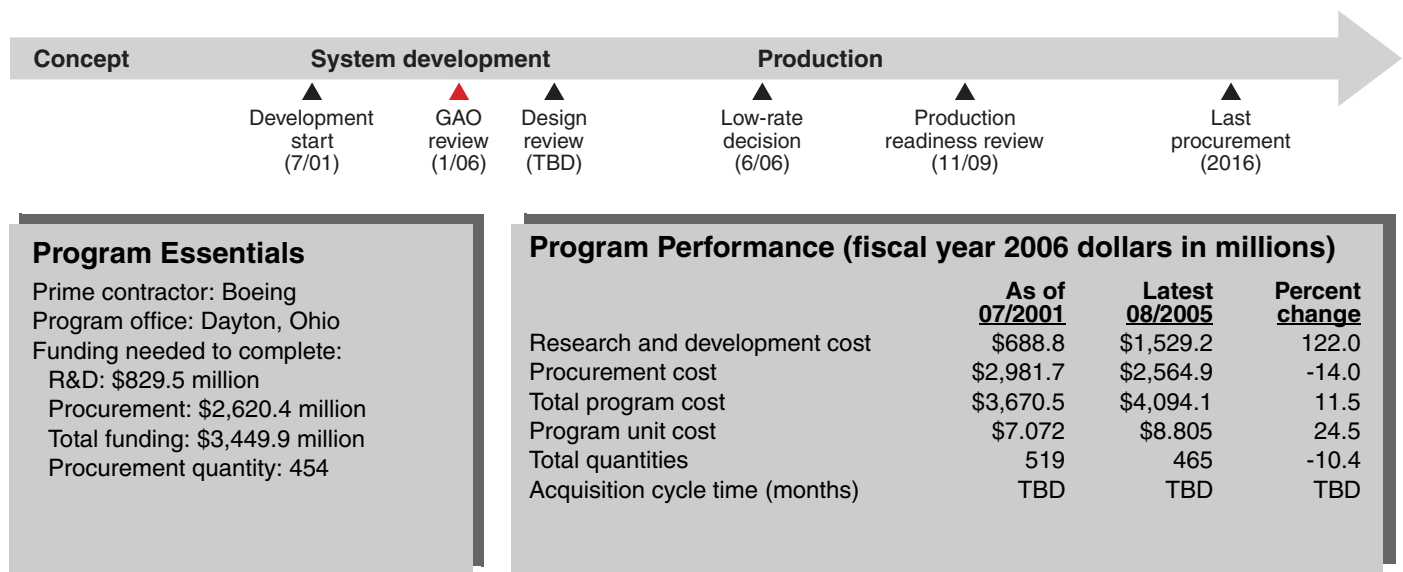 Concept System development Production
Development start (7/01)
GAO review (1/06)
Design review (TBD)
Low-rate decision (6/06)
Production readiness review (11/09)
Last procurement (2016)
Program Essentials
Prime contractor: Boeing
Program office: Dayton, Ohio
Funding needed to complete:
R&D: $829.5 million
Procurement: $2,620.4 million
Total funding: $3,449.9 million
Procurement quantity: 454
Program Performance (fiscal year 2006 dollars in millions)
As of Latest Percent
07/2001 08/2005 change
Research and development cost $688.8 $1,529.2 122.0
Procurement cost $2,981.7 $2,564.9 -14.0
Total program cost $3,670.5 $4,094.1 11.5
Program unit cost $7.072 $8.805 24.5
Total quantities 519 465 -10.4
Acquisition cycle time (months) TBD TBD TBD